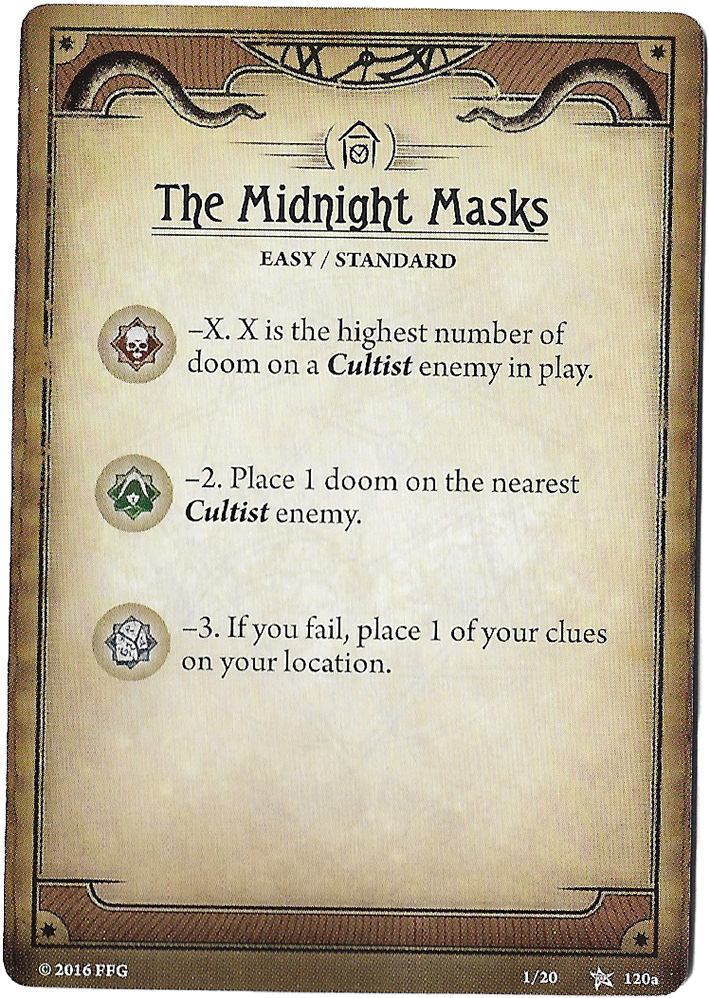 The Midnight Masks
EASY / STANDARD
–X. X is the highest number of
doom on a Cultist enemy in play.
–2. Place 1 doom on the nearest
Cultist enemy.
–3. If you fail, place 1 of your clues
on your location.
© 2016 FFG 1/20 120a